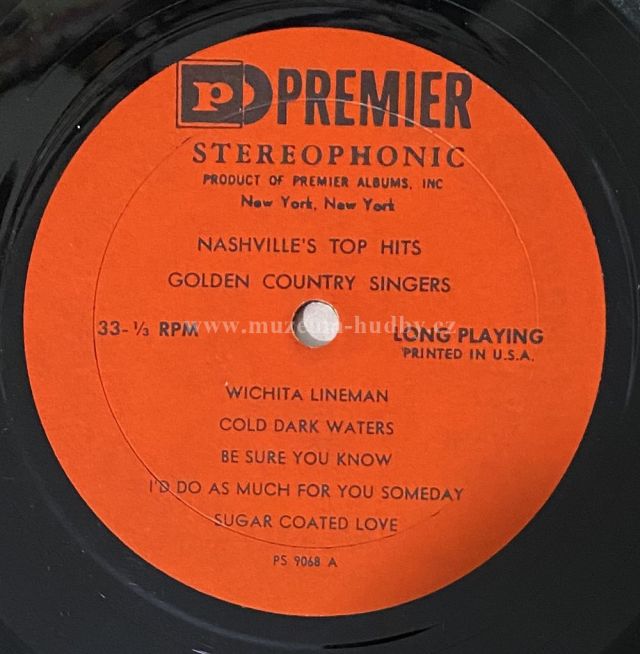 P PREMIER
STEREOPHONIC
PRODUCT OF PREMIER ALBUMS, INC
New York, New York
NASHVILLE'S TOP HITS
GOLDEN COUNTRY SINGERS
33-⅓ RPM
www.muzeum-hudby.cz
LONG PLAYING
PRINTED IN U.S.A.
WICHITA LINEMAN
COLD DARK WATERS
BE SURE YOU KNOW
I'D DO AS MUCH FOR YOU SOMEDAY
SUGAR COATED LOVE
PS 9068 A